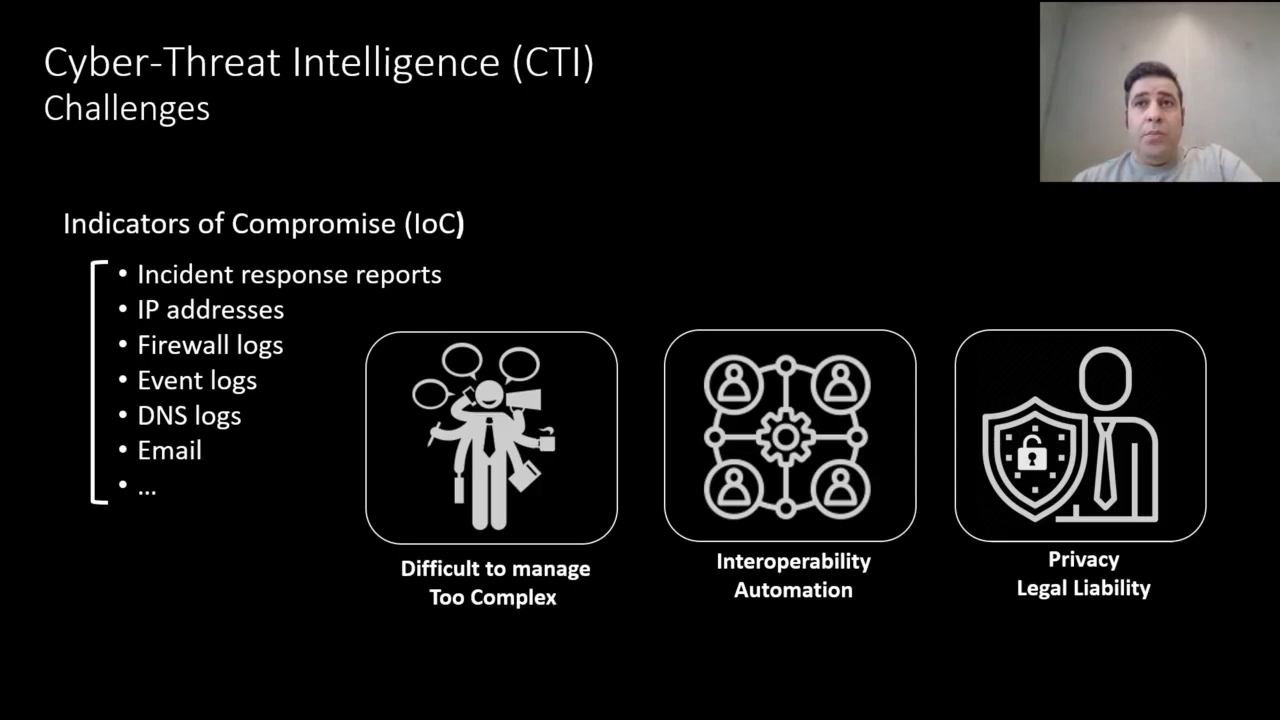 Cyber-Threat Intelligence (CTI)
Challenges
Indicators of Compromise (IoC)
• Incident response reports
• IP addresses
• Firewall logs
• Event logs
• DNS logs
• Email
• ...
Difficult to manage
Too Complex
Interoperability
Automation
Privacy
Legal Liability